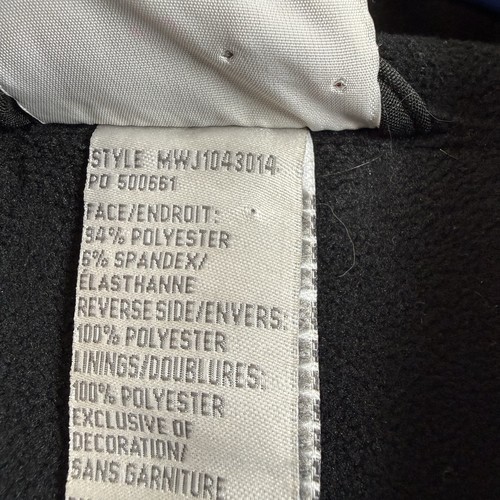 STYLE MWJ1043014
PO 500661
FACE/ENDROIT:
94% POLYESTER
6% SPANDEX/
ÉLASTHANNE
REVERSE SIDE/ENVERS:
100% POLYESTER
LININGS/DOUBLURES:
100% POLYESTER
EXCLUSIVE OF
DECORATION/
SANS GARNITURE